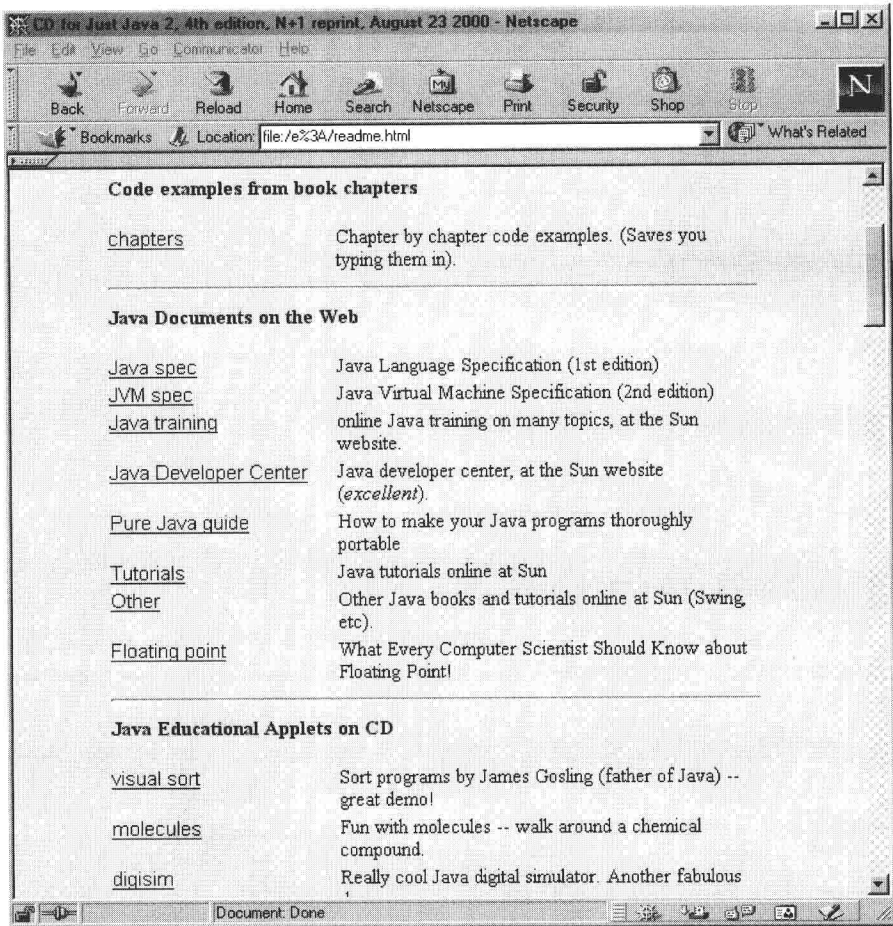 CD for Just Java 2, 4th edition, N+1 reprint, August 23 2000 - Netscape
File Edit View Go Communicator Help
Back Forward Reload Home Search Netscape Print Security Shop Stop
My
N
Bookmarks Location: file:/e%3A/readme.html What's Related
Code examples from book chapters
chapters Chapter by chapter code examples. (Saves you
typing them in).
Java Documents on the Web
Java spec Java Language Specification (1st edition)
JVM spec Java Virtual Machine Specification (2nd edition)
Java training online Java training on many topics, at the Sun
website.
Java Developer Center Java developer center, at the Sun website
(excellent).
Pure Java guide How to make your Java programs thoroughly
portable
Tutorials Java tutorials online at Sun
Other Other Java books and tutorials online at Sun (Swing,
etc).
Floating point What Every Computer Scientist Should Know about
Floating Point!
Java Educational Applets on CD
visual sort Sort programs by James Gosling (father of Java) --
great demo!
molecules Fun with molecules -- walk around a chemical
compound.
digisim Really cool Java digital simulator. Another fabulous
Document: Done